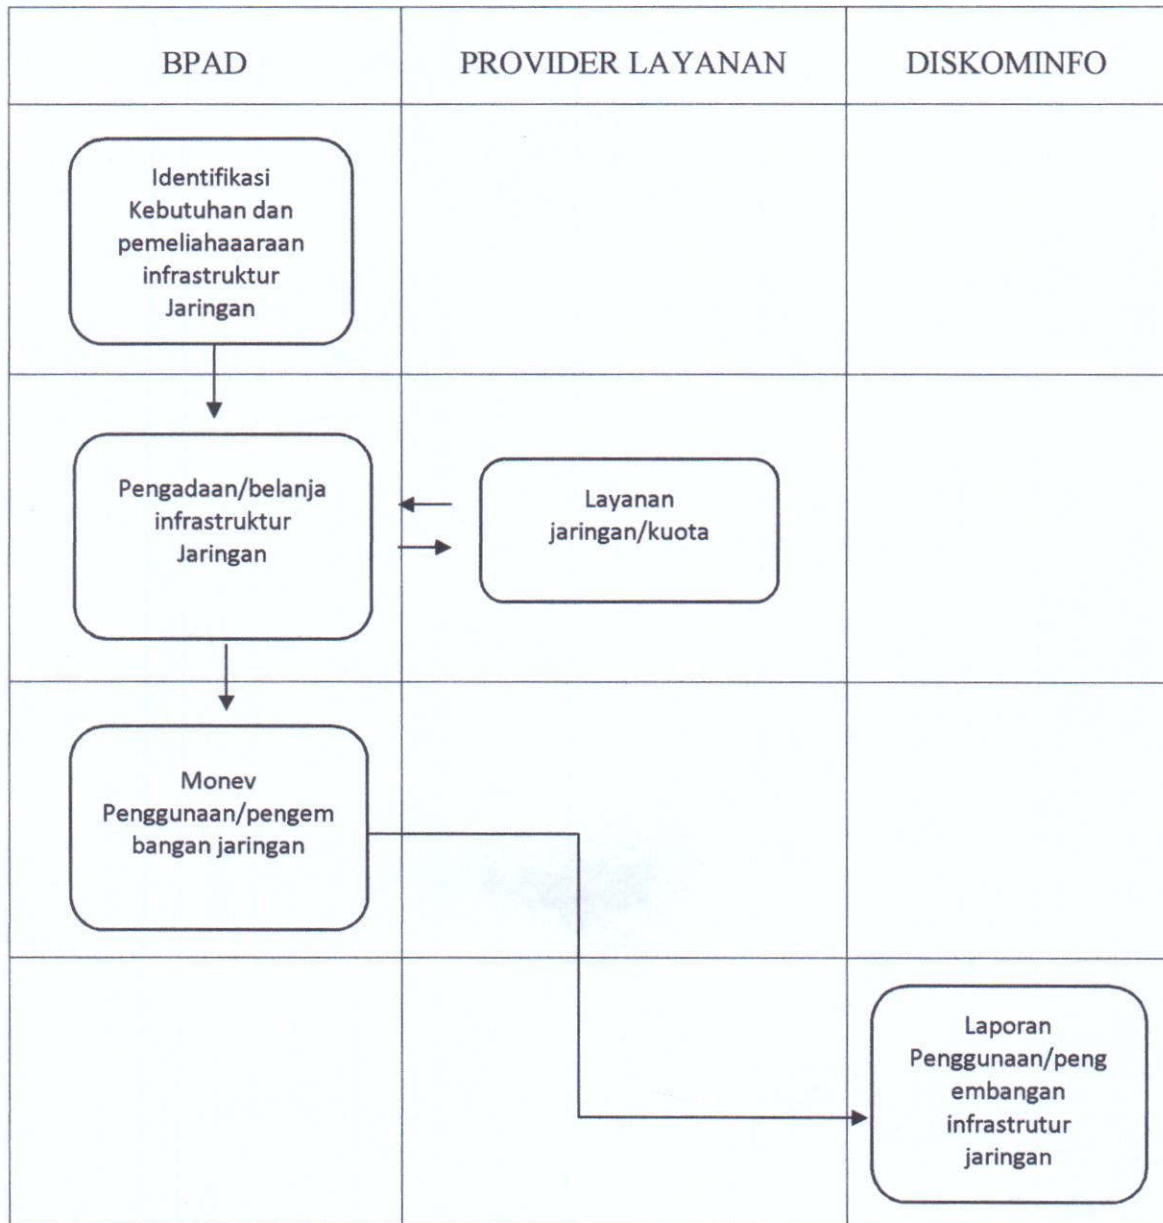 BPAD
PROVIDER LAYANAN
DISKOMINFO
Identifikasi
Kebutuhan dan
pemeliahaaaraan
infrastruktur
Jaringan
Pengadaan/belanja
infrastruktur
Jaringan
Layanan
jaringan/kuota
Monev
Penggunaan/pengem
bangan jaringan
Laporan
Penggunaan/peng
embangan
infrastrutur
jaringan